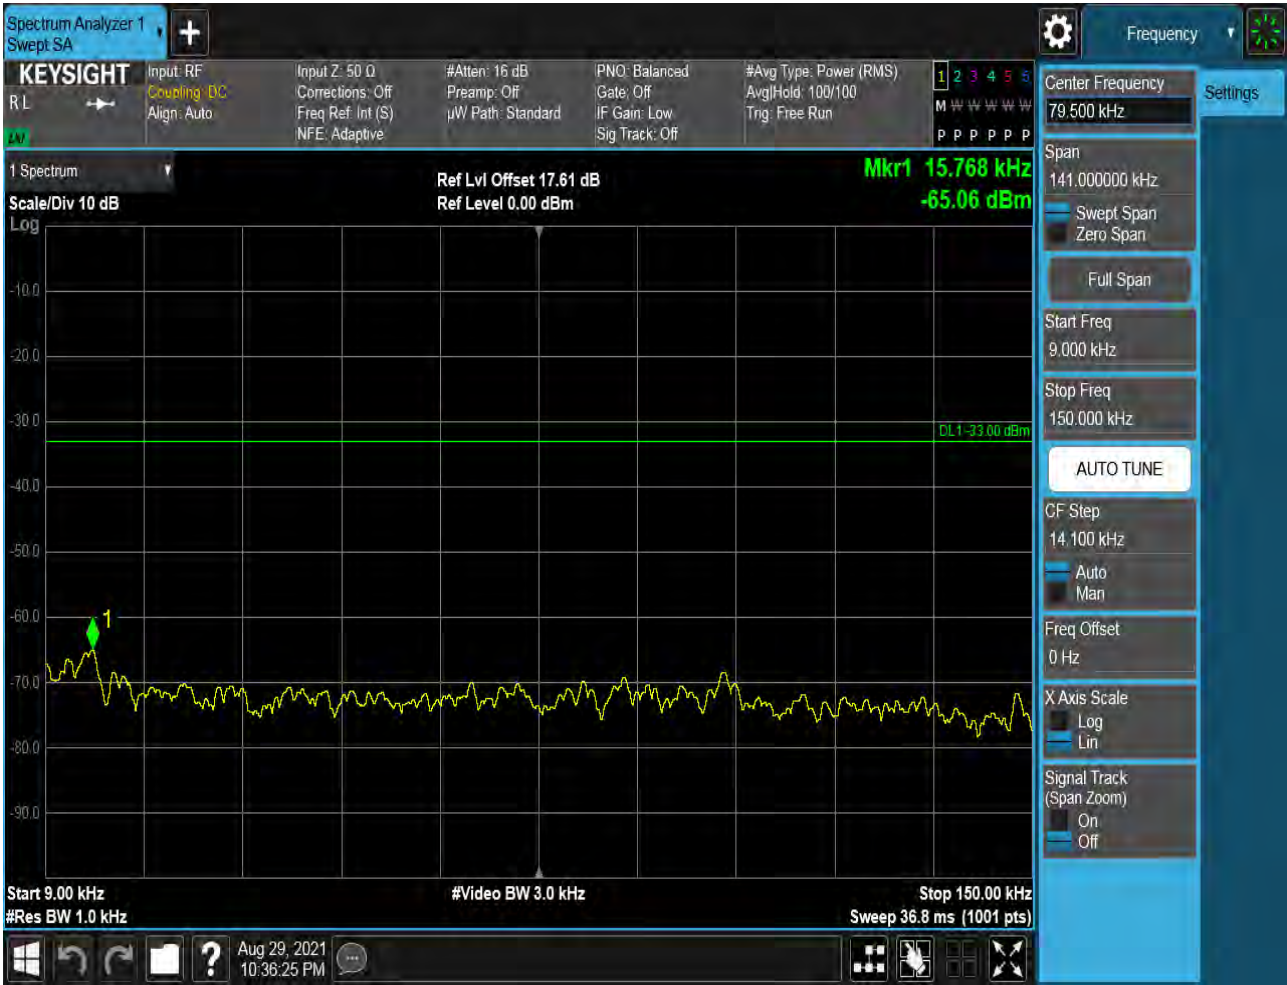 Spectrum Analyzer 1
Swept SA
Frequency
KEYSIGHT
R L
LXI
Input: RF
Coupling: DC
Align: Auto
Input Z: 50 Ω
Corrections: Off
Freq Ref: Int (S)
NFE: Adaptive
#Atten: 16 dB
Preamp: Off
µW Path: Standard
PNO: Balanced
Gate: Off
IF Gain: Low
Sig Track: Off
#Avg Type: Power (RMS)
Avg|Hold: 100/100
Trig: Free Run
1 2 3 4 5 6
M W W W W W
P P P P P P
1 Spectrum
Scale/Div 10 dB
Log
Ref Lvl Offset 17.61 dB
Ref Level 0.00 dBm
Mkr1 15.768 kHz
-65.06 dBm
-10.0
-20.0
-30.0
DL1 -33.00 dBm
-40.0
-50.0
-60.0
1
-70.0
-80.0
-90.0
Start 9.00 kHz
#Video BW 3.0 kHz
Stop 150.00 kHz
#Res BW 1.0 kHz
Sweep 36.8 ms (1001 pts)
Aug 29, 2021
10:36:25 PM
Center Frequency
79.500 kHz
Settings
Span
141.000000 kHz
Swept Span
Zero Span
Full Span
Start Freq
9.000 kHz
Stop Freq
150.000 kHz
AUTO TUNE
CF Step
14.100 kHz
Auto
Man
Freq Offset
0 Hz
X Axis Scale
Log
Lin
Signal Track
(Span Zoom)
On
Off